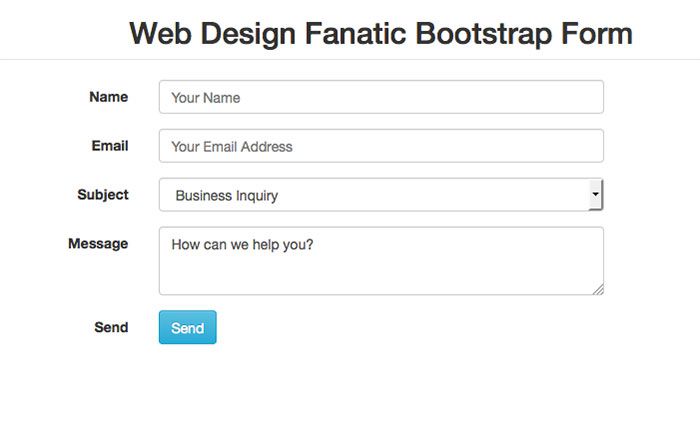 Web Design Fanatic Bootstrap Form
Name Your Name
Email Your Email Address
Subject Business Inquiry
Message How can we help you?
Send Send